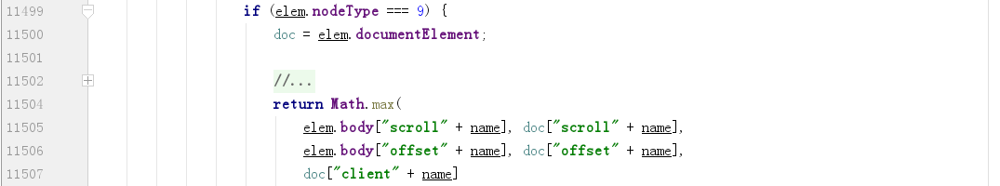 11499 if (elem.nodeType === 9) {
11500 doc = elem.documentElement;
11501
11502 //...
11504 return Math.max(
11505 elem.body["scroll" + name], doc["scroll" + name],
11506 elem.body["offset" + name], doc["offset" + name],
11507 doc["client" + name]